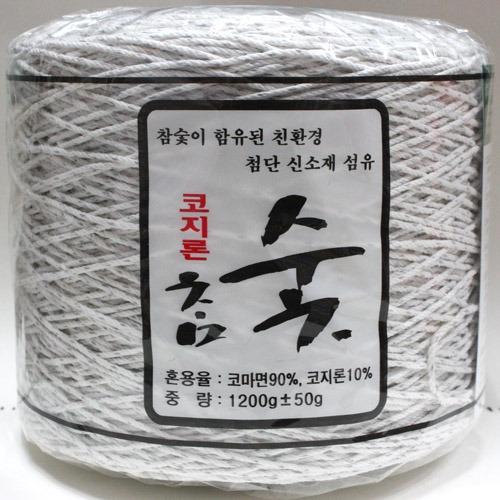 참숯이 함유된 친환경
첨단 신소재 섬유
코지론
참숯
혼용율 : 코마면90%, 코지론10%
중 량 : 1200g±50g